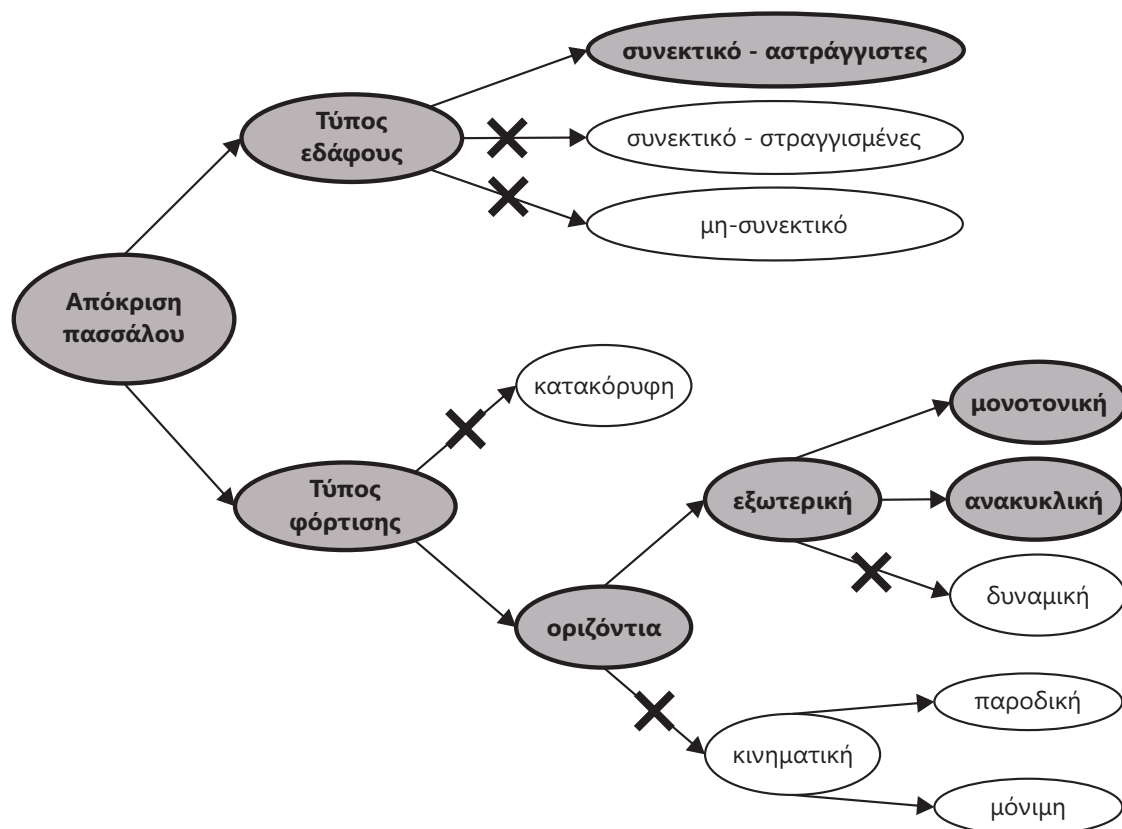 συνεκτικό - αστράγγιστες
Τύπος
εδάφους
συνεκτικό - στραγγισμένες
μη-συνεκτικό
Απόκριση
πασσάλου
κατακόρυφη
μονοτονική
Τύπος
φόρτισης
εξωτερική
ανακυκλική
δυναμική
οριζόντια
παροδική
κινηματική
μόνιμη